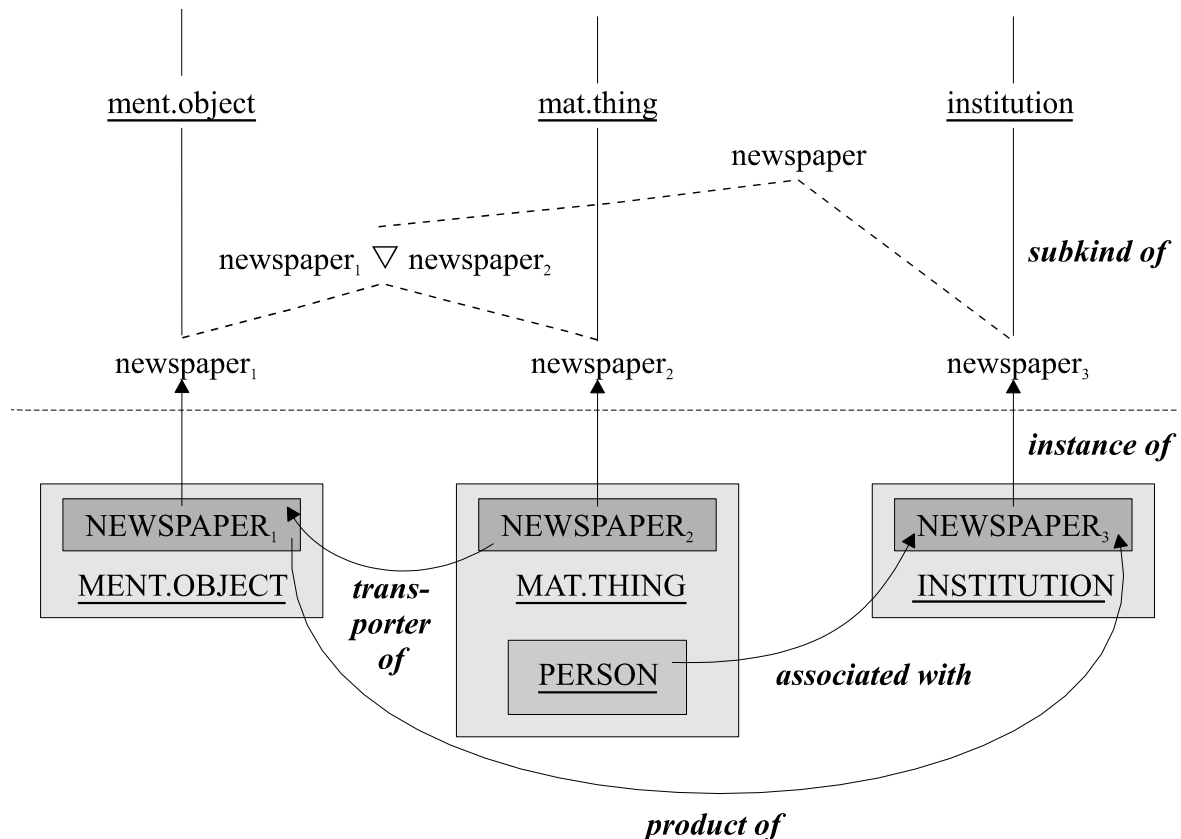 ment.object mat.thing institution
newspaper
newspaper₁ ▽ newspaper₂
subkind of
newspaper₁ newspaper₂ newspaper₃
instance of
NEWSPAPER₁ NEWSPAPER₂ NEWSPAPER₃
MENT.OBJECT MAT.THING INSTITUTION
trans-
porter
of
PERSON
associated with
product of